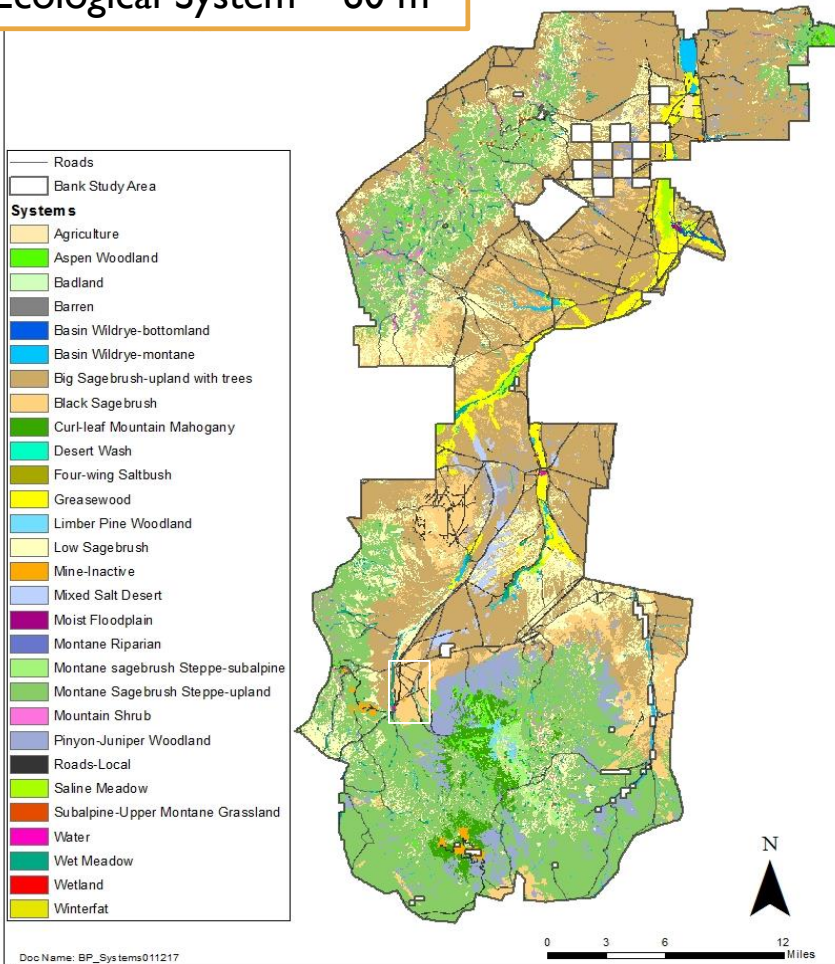 Ecological System – 60 m
Roads
Bank Study Area
Systems
Agriculture
Aspen Woodland
Badland
Barren
Basin Wildrye-bottomland
Basin Wildrye-montane
Big Sagebrush-upland with trees
Black Sagebrush
Curl-leaf Mountain Mahogany
Desert Wash
Four-wing Saltbush
Greasewood
Limber Pine Woodland
Low Sagebrush
Mine-Inactive
Mixed Salt Desert
Moist Floodplain
Montane Riparian
Montane sagebrush Steppe-subalpine
Montane Sagebrush Steppe-upland
Mountain Shrub
Pinyon-Juniper Woodland
Roads-Local
Saline Meadow
Subalpine-Upper Montane Grassland
Water
Wet Meadow
Wetland
Winterfat
N
0 3 6 12
Miles
Doc Name: BP_Systems011217